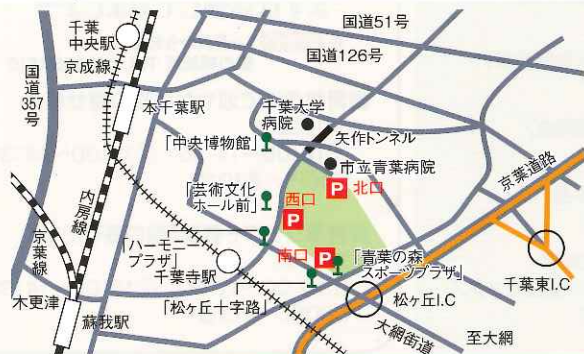 国道51号
国道126号
千葉
中央駅
京成線
国道
357
号
本千葉駅
千葉大学
病院
矢作トンネル
「中央博物館」
市立青葉病院
京葉道路
P
北口
「芸術文化
ホール前」
西口
P
内房線
「ハーモニー
プラザ」
南口
P
「青葉の森
スポーツプラザ」
京葉線
千葉寺駅
千葉東I.C
「松ヶ丘十字路」
松ヶ丘I.C
木更津
蘇我駅
大網街道
至大網